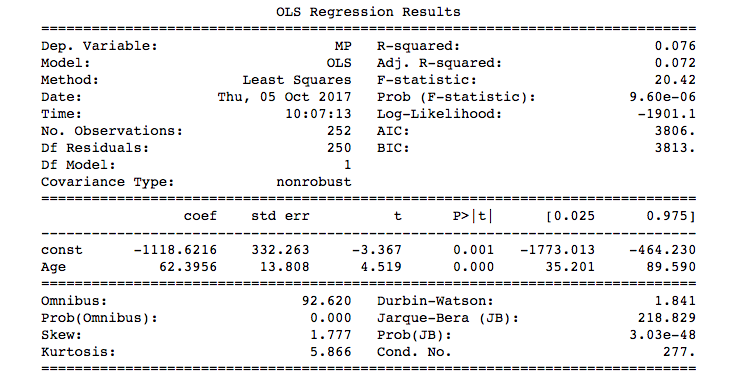 OLS Regression Results
==============================================================================
Dep. Variable:                     MP   R-squared:                       0.076
Model:                            OLS   Adj. R-squared:                  0.072
Method:                 Least Squares   F-statistic:                     20.42
Date:                Thu, 05 Oct 2017   Prob (F-statistic):           9.60e-06
Time:                        10:07:13   Log-Likelihood:                -1901.1
No. Observations:                 252   AIC:                             3806.
Df Residuals:                     250   BIC:                             3813.
Df Model:                           1
Covariance Type:            nonrobust
==============================================================================
coef    std err          t      P>|t|      [0.025      0.975]
------------------------------------------------------------------------------
const      -1118.6216    332.263     -3.367      0.001   -1773.013    -464.230
Age           62.3956     13.808      4.519      0.000      35.201      89.590
==============================================================================
Omnibus:                       92.620   Durbin-Watson:                   1.841
Prob(Omnibus):                  0.000   Jarque-Bera (JB):              218.829
Skew:                           1.777   Prob(JB):                     3.03e-48
Kurtosis:                       5.866   Cond. No.                         277.
==============================================================================